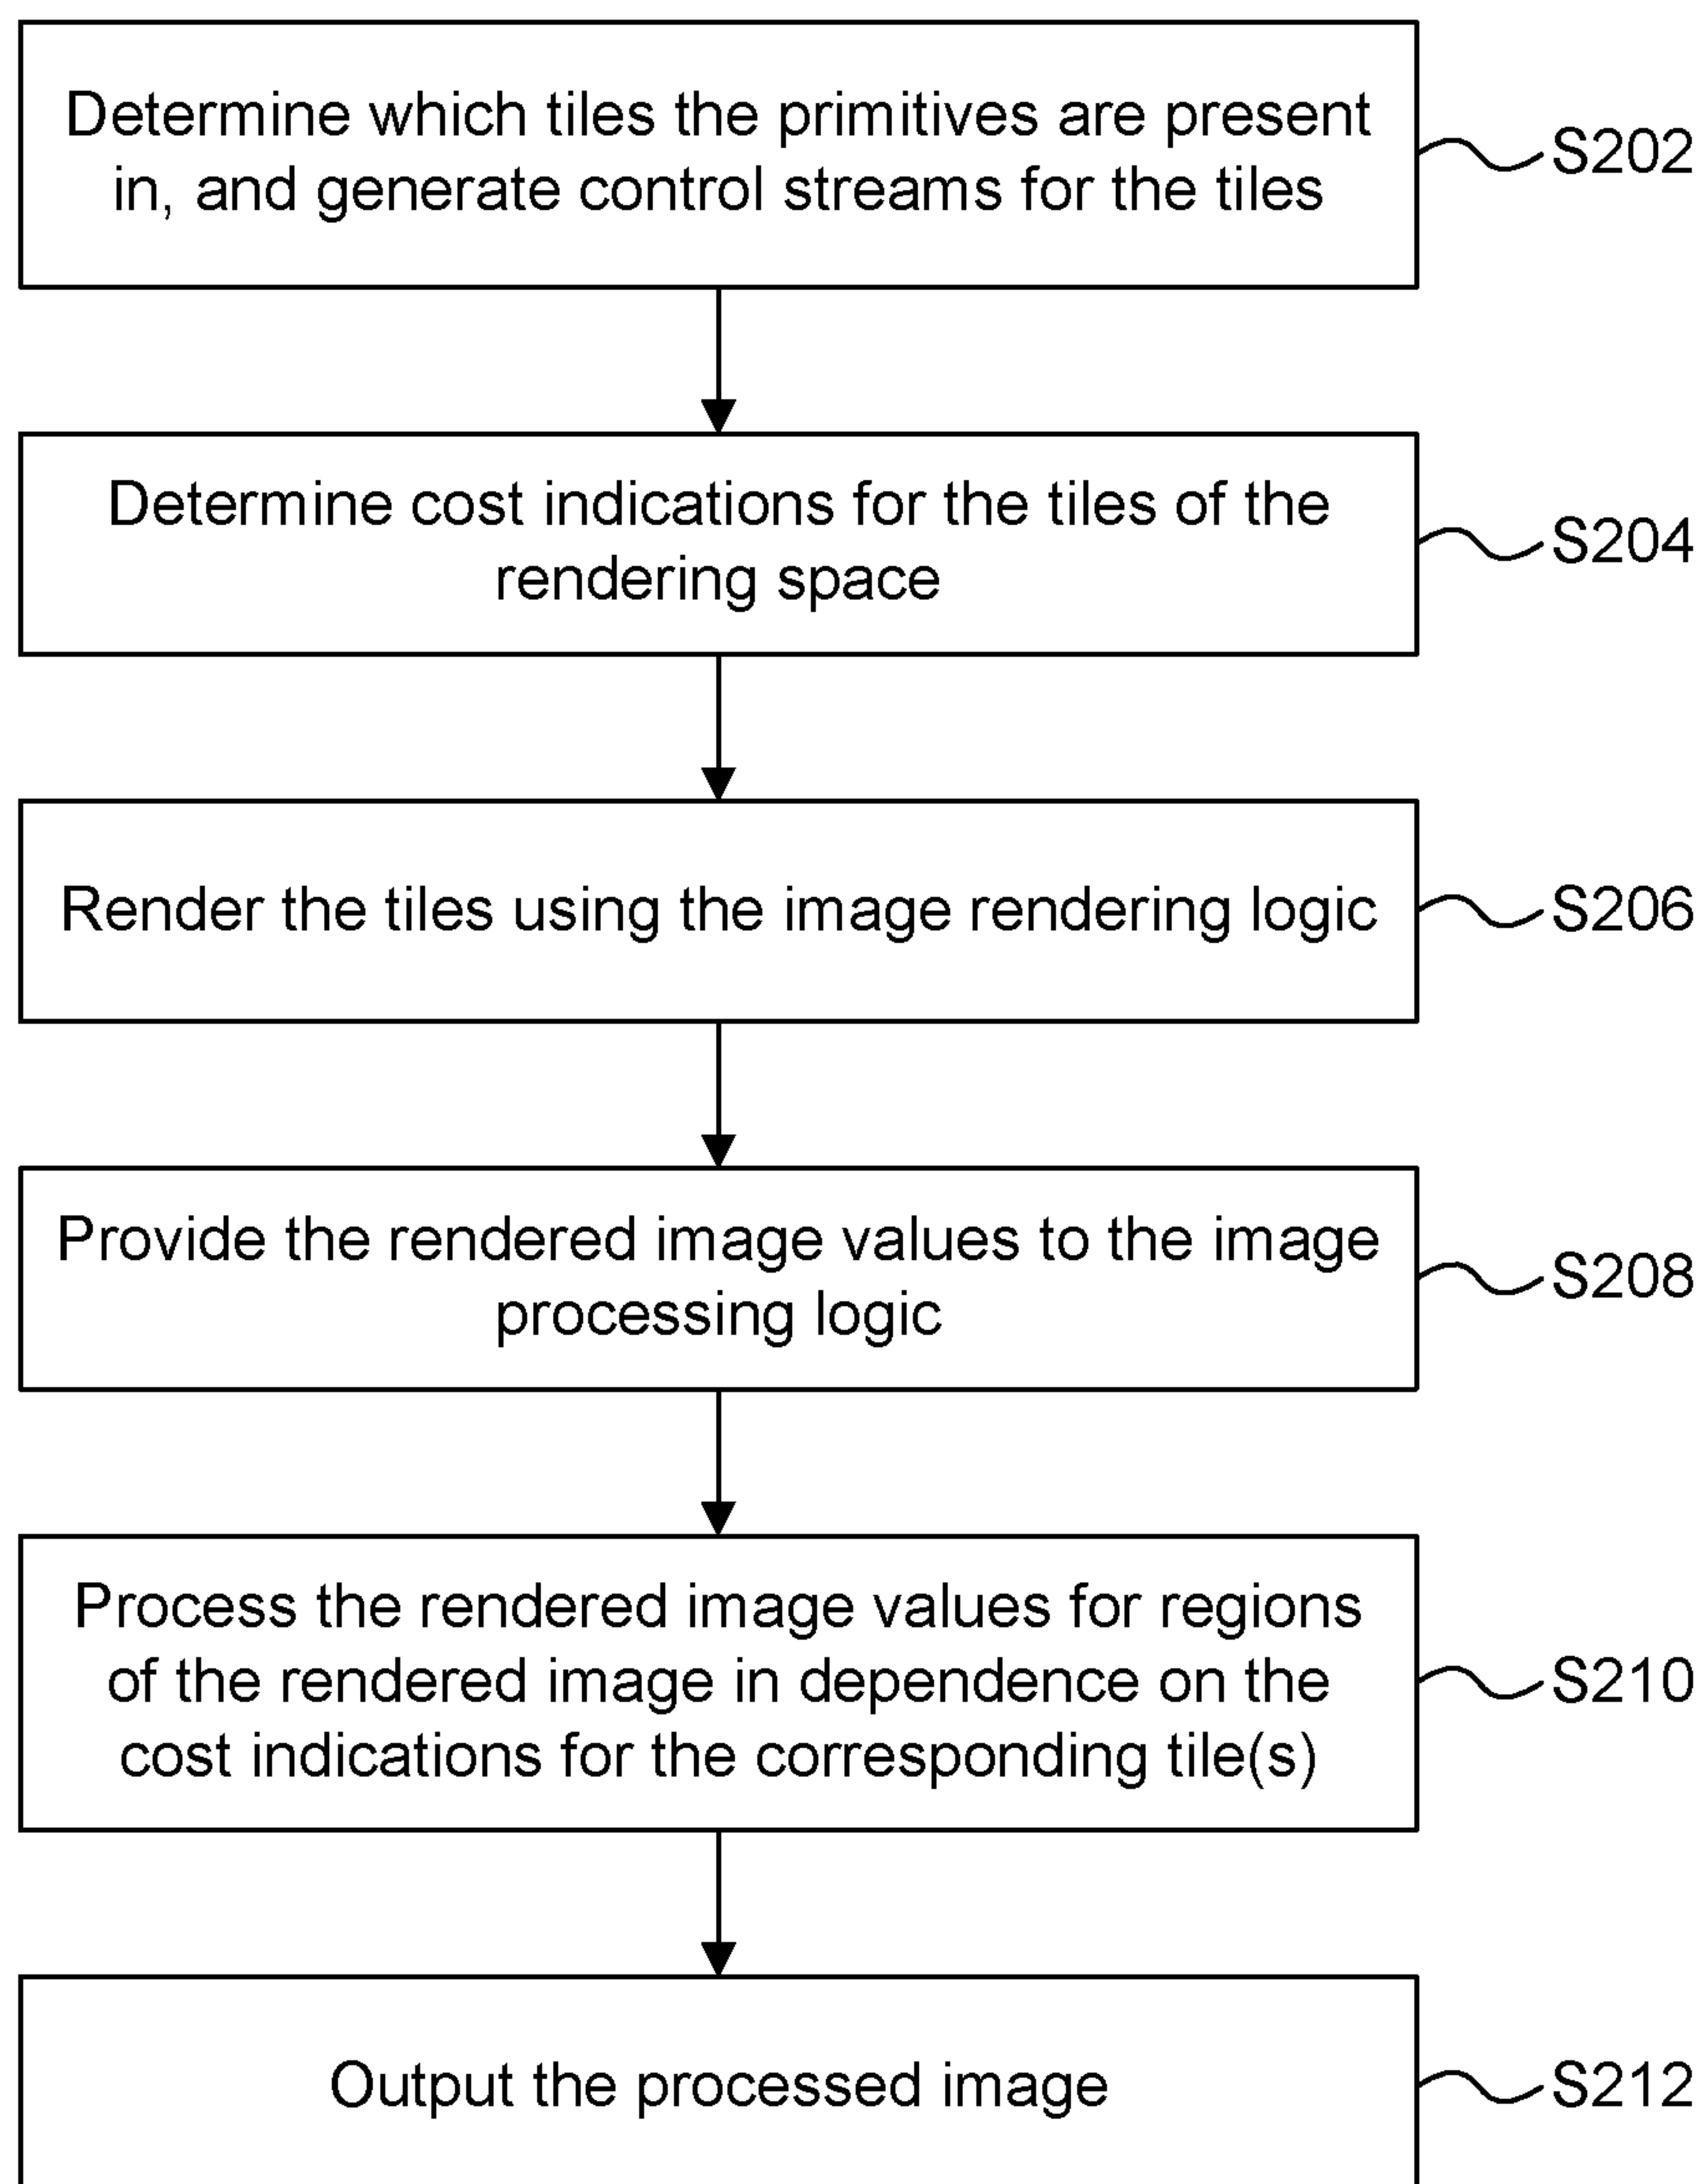 Determine which tiles the primitives are present
in, and generate control streams for the tiles
S202
Determine cost indications for the tiles of the
rendering space
S204
Render the tiles using the image rendering logic
S206
Provide the rendered image values to the image
processing logic
S208
Process the rendered image values for regions
of the rendered image in dependence on the
cost indications for the corresponding tile(s)
S210
Output the processed image
S212